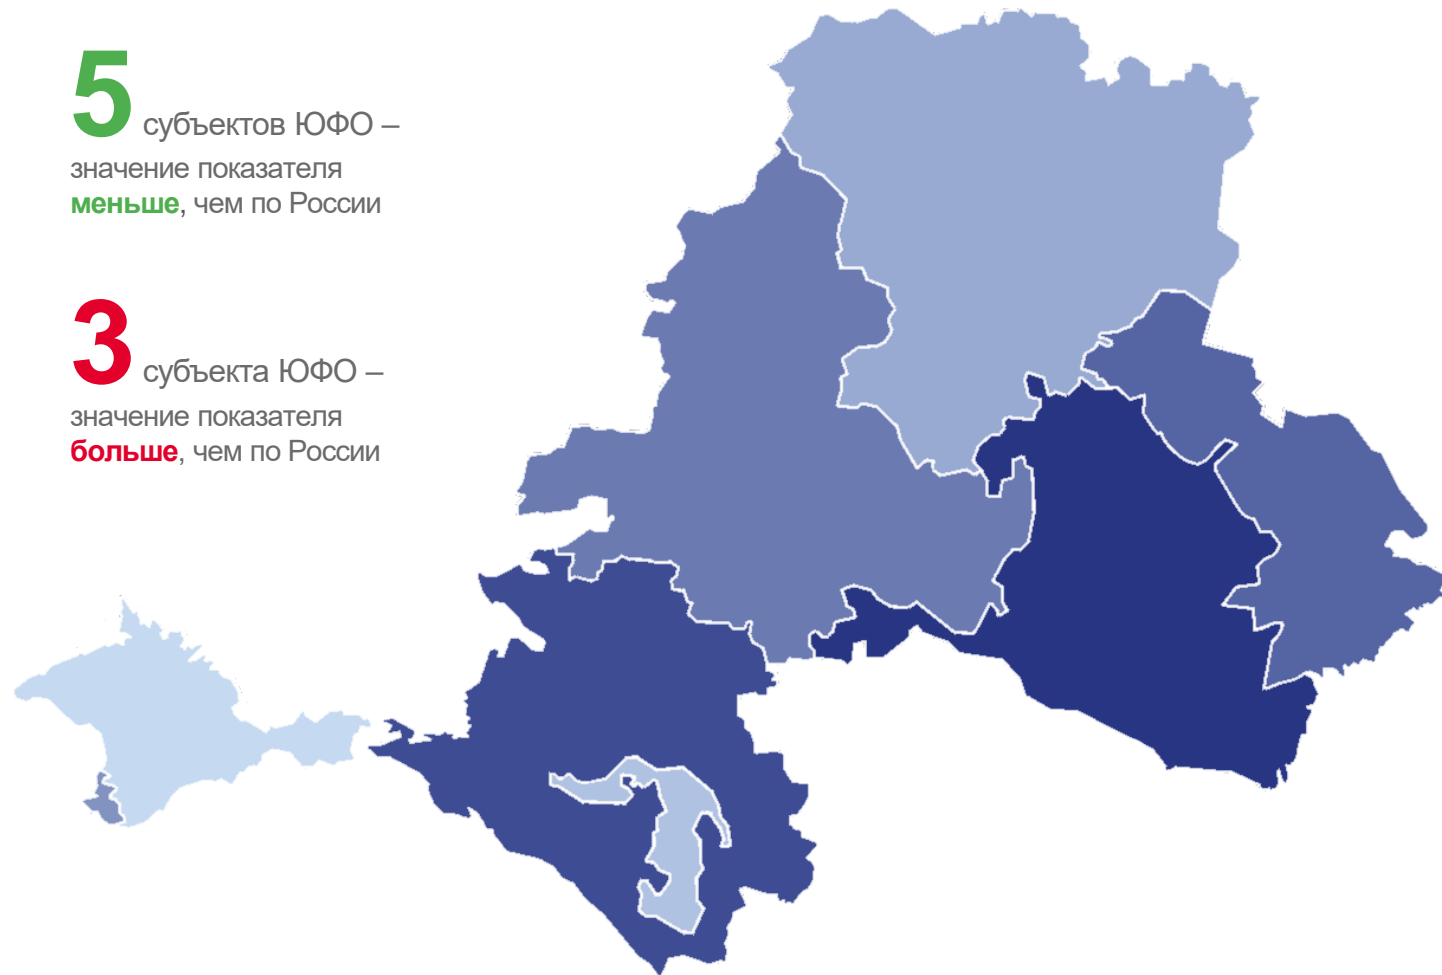 5 субъектов ЮФО –
значение показателя
меньше, чем по России
3 субъекта ЮФО –
значение показателя
больше, чем по России